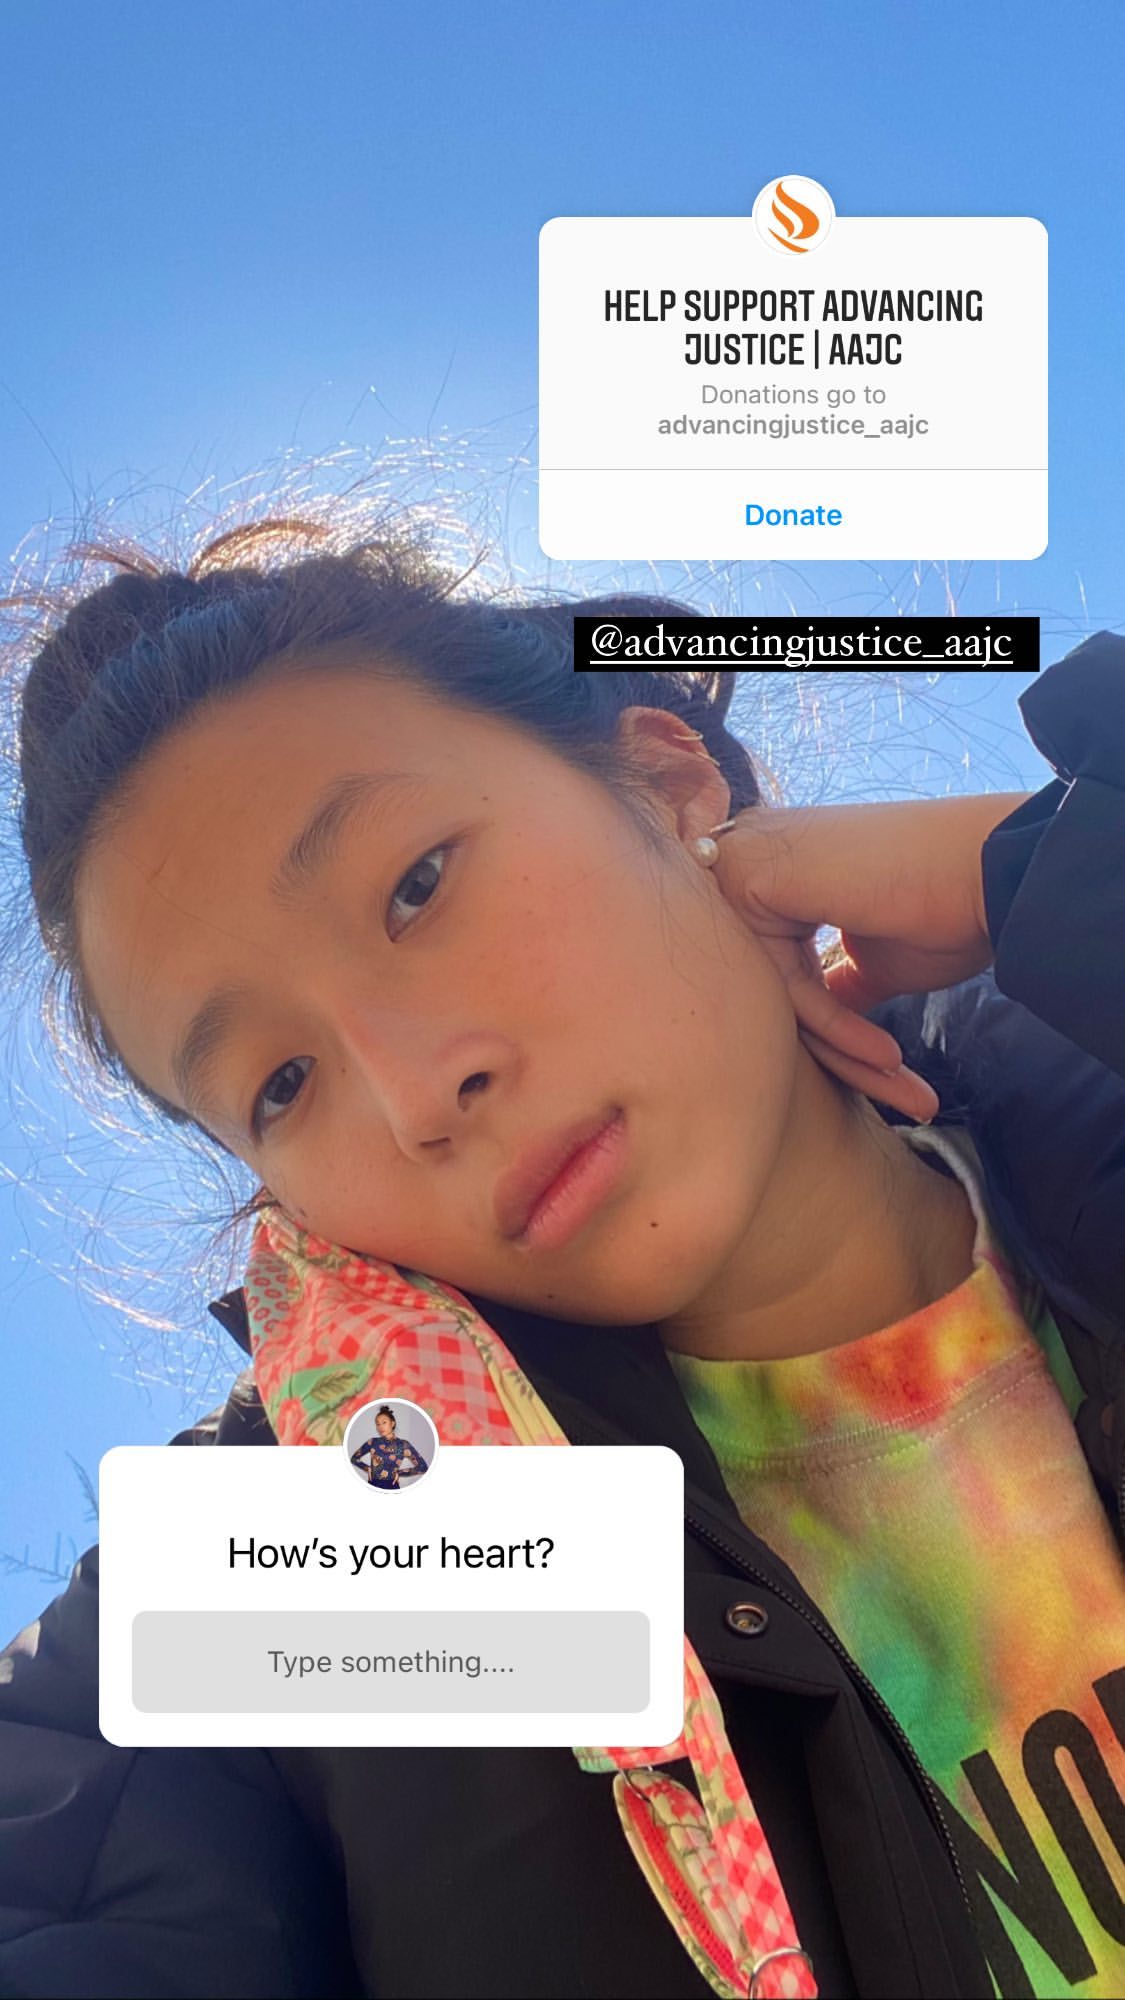 HELP SUPPORT ADVANCING
JUSTICE | AAJC
Donations go to
advancingjustice_aajc
Donate
@advancingjustice_aajc
How's your heart?
Type something....
NO